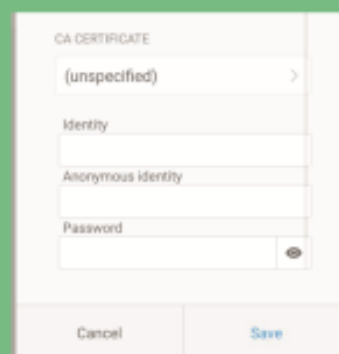 CA CERTIFICATE
(unspecified)
Identity
Anonymous identity
Password
Cancel Save